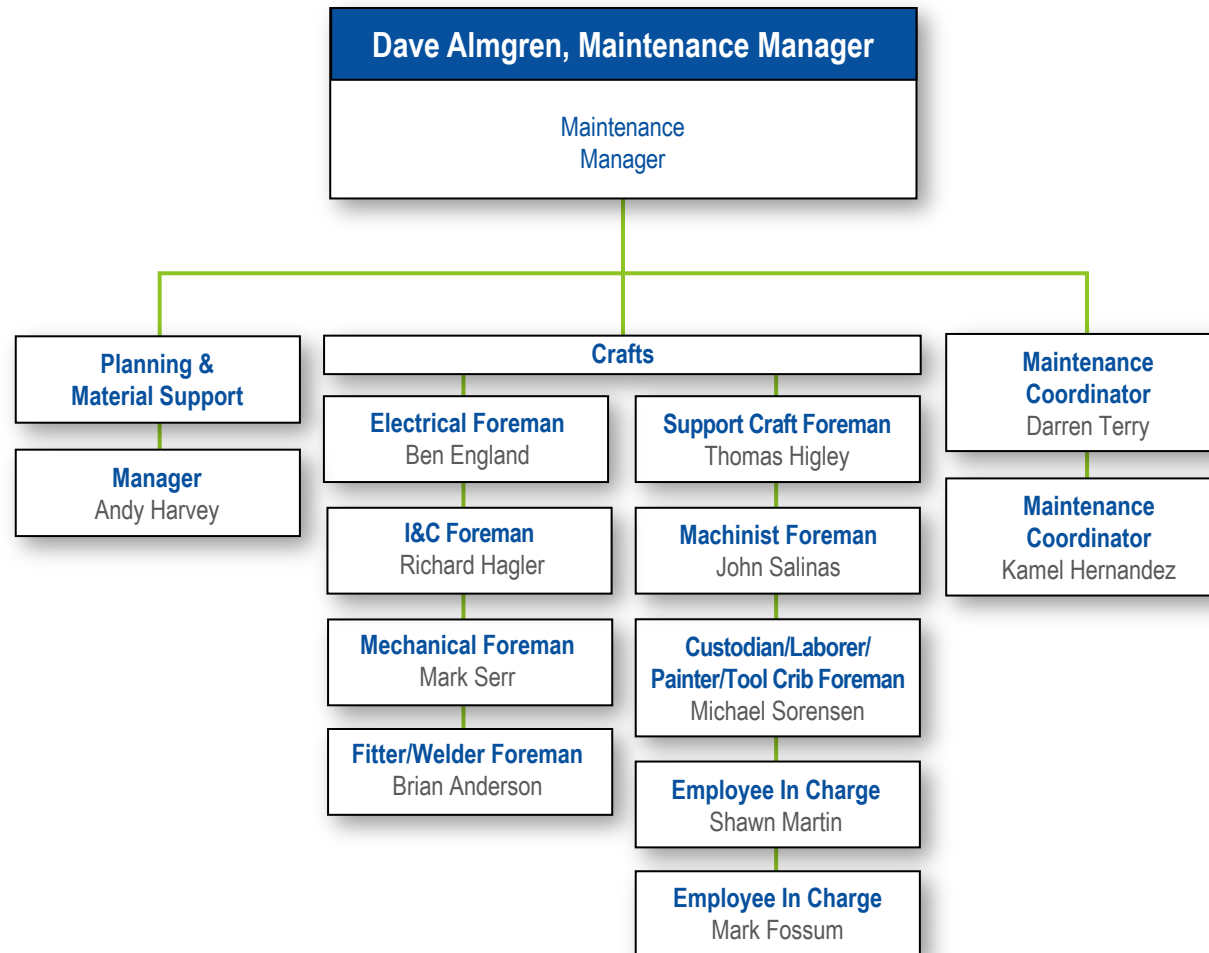 Dave Almgren, Maintenance Manager
Maintenance
Manager
Planning &
Material Support
Manager
Andy Harvey
Crafts
Electrical Foreman
Ben England
I&C Foreman
Richard Hagler
Mechanical Foreman
Mark Serr
Fitter/Welder Foreman
Brian Anderson
Support Craft Foreman
Thomas Higley
Machinist Foreman
John Salinas
Custodian/Laborer/
Painter/Tool Crib Foreman
Michael Sorensen
Employee In Charge
Shawn Martin
Employee In Charge
Mark Fossum
Maintenance
Coordinator
Darren Terry
Maintenance
Coordinator
Kamel Hernandez